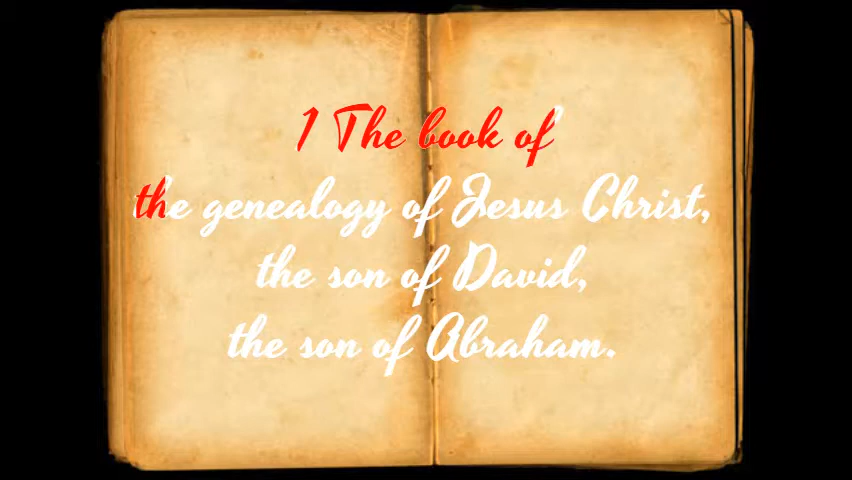 1 The book of
the genealogy of Jesus Christ,
the son of David,
the son of Abraham.